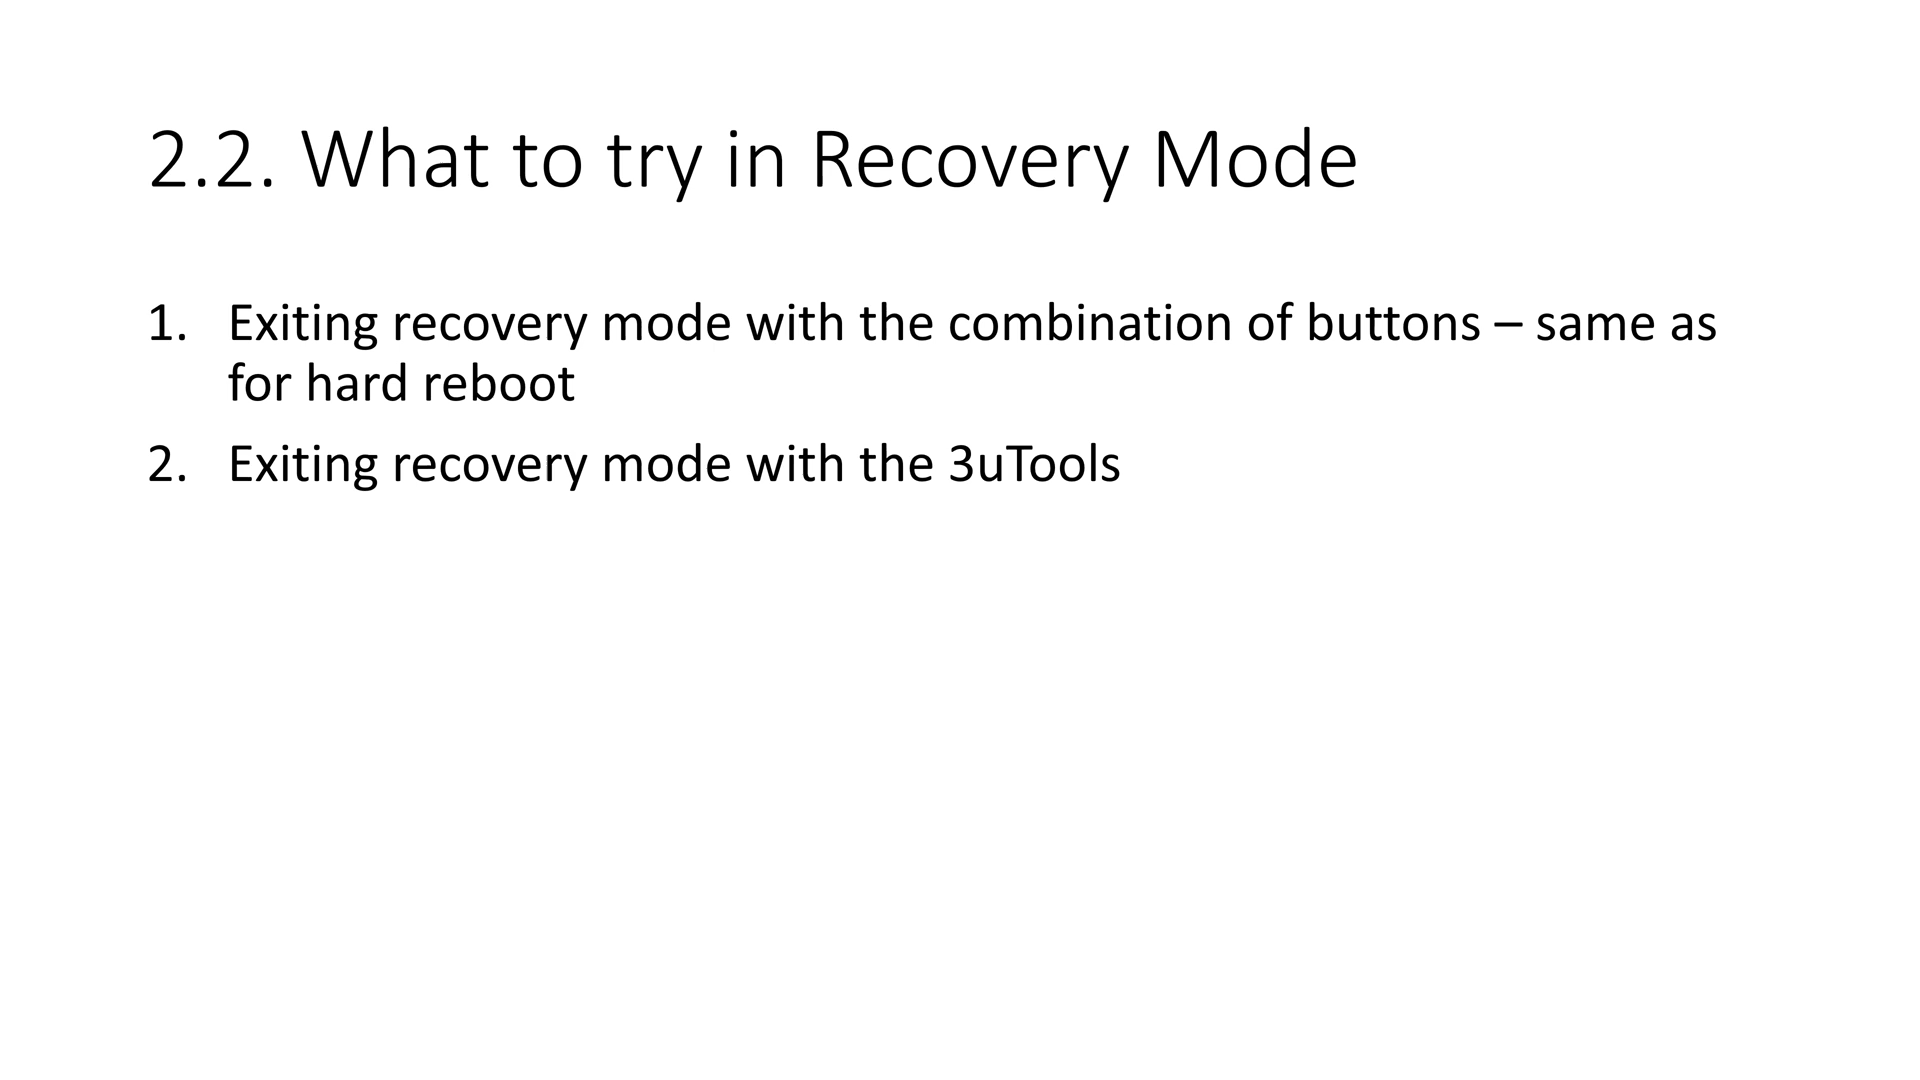 2.2. What to try in Recovery Mode
1. Exiting recovery mode with the combination of buttons – same as
for hard reboot
2. Exiting recovery mode with the 3uTools